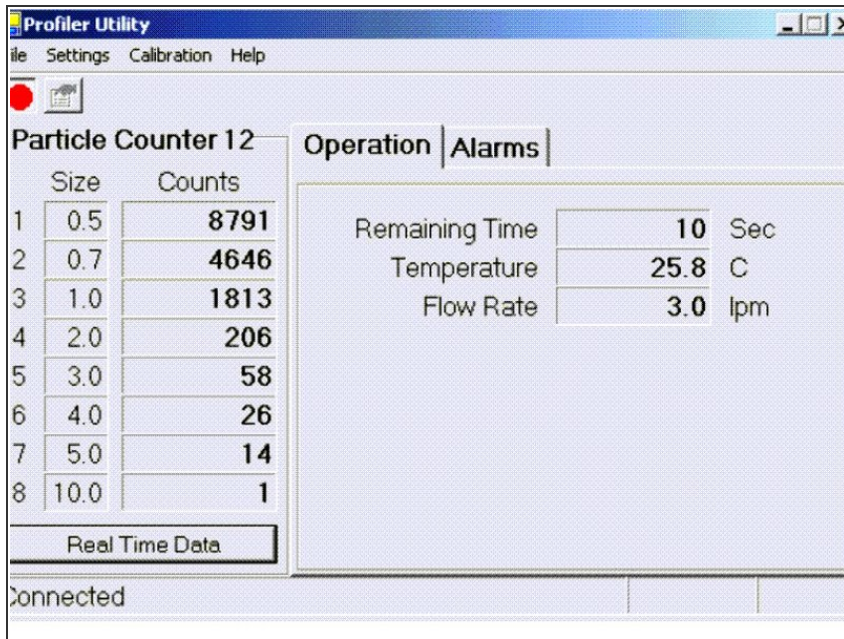 Profiler Utility
ile Settings Calibration Help
Particle Counter 12
Operation Alarms
Size Counts
1 0.5 8791
2 0.7 4646
3 1.0 1813
4 2.0 206
5 3.0 58
6 4.0 26
7 5.0 14
8 10.0 1
Real Time Data
Remaining Time 10 Sec
Temperature 25.8 C
Flow Rate 3.0 lpm
Connected